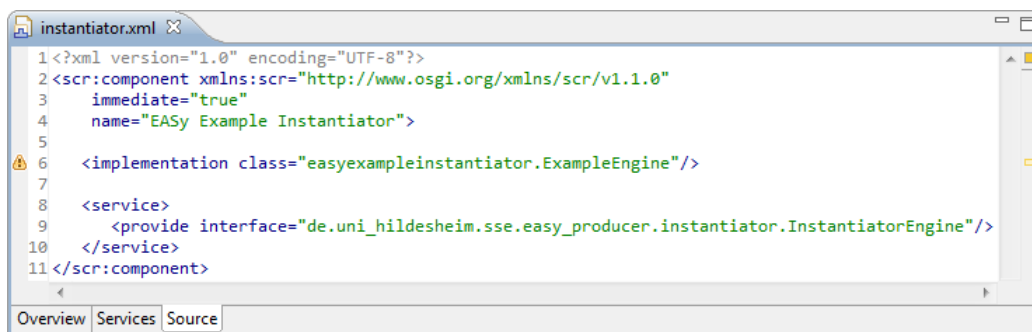 instantiator.xml
1 <?xml version="1.0" encoding="UTF-8"?>
2 <scr:component xmlns:scr="http://www.osgi.org/xmlns/scr/v1.1.0"
3     immediate="true"
4     name="EASy Example Instantiator">
5
6    <implementation class="easyexampleinstantiator.ExampleEngine"/>
7
8    <service>
9       <provide interface="de.uni_hildesheim.sse.easy_producer.instantiator.InstantiatorEngine"/>
10    </service>
11 </scr:component>
Overview Services Source